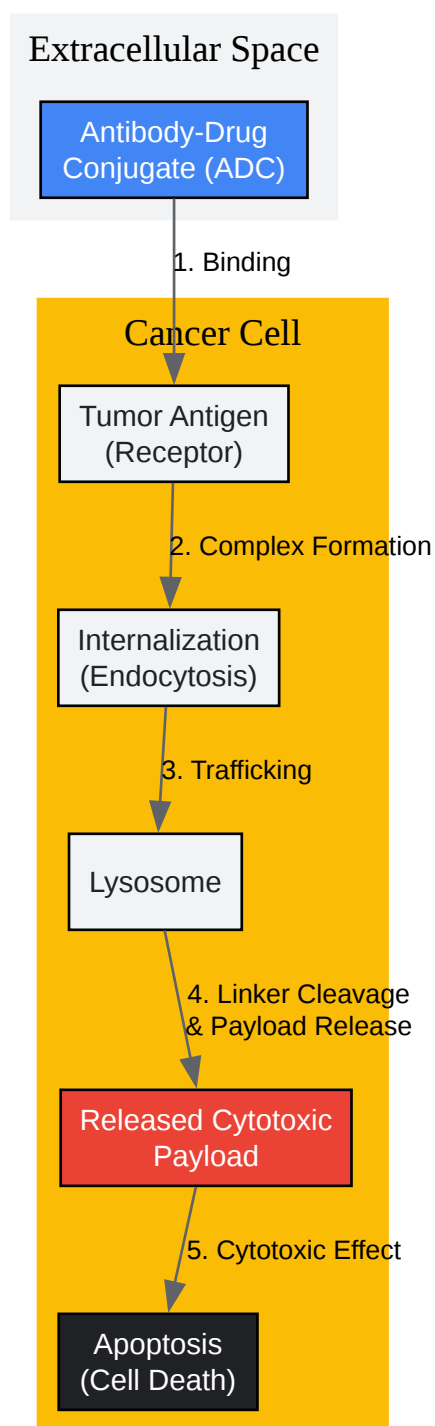 Extracellular Space
Antibody-Drug
Conjugate (ADC)
1. Binding
Cancer Cell
Tumor Antigen
(Receptor)
2. Complex Formation
Internalization
(Endocytosis)
3. Trafficking
Lysosome
4. Linker Cleavage
& Payload Release
Released Cytotoxic
Payload
5. Cytotoxic Effect
Apoptosis
(Cell Death)